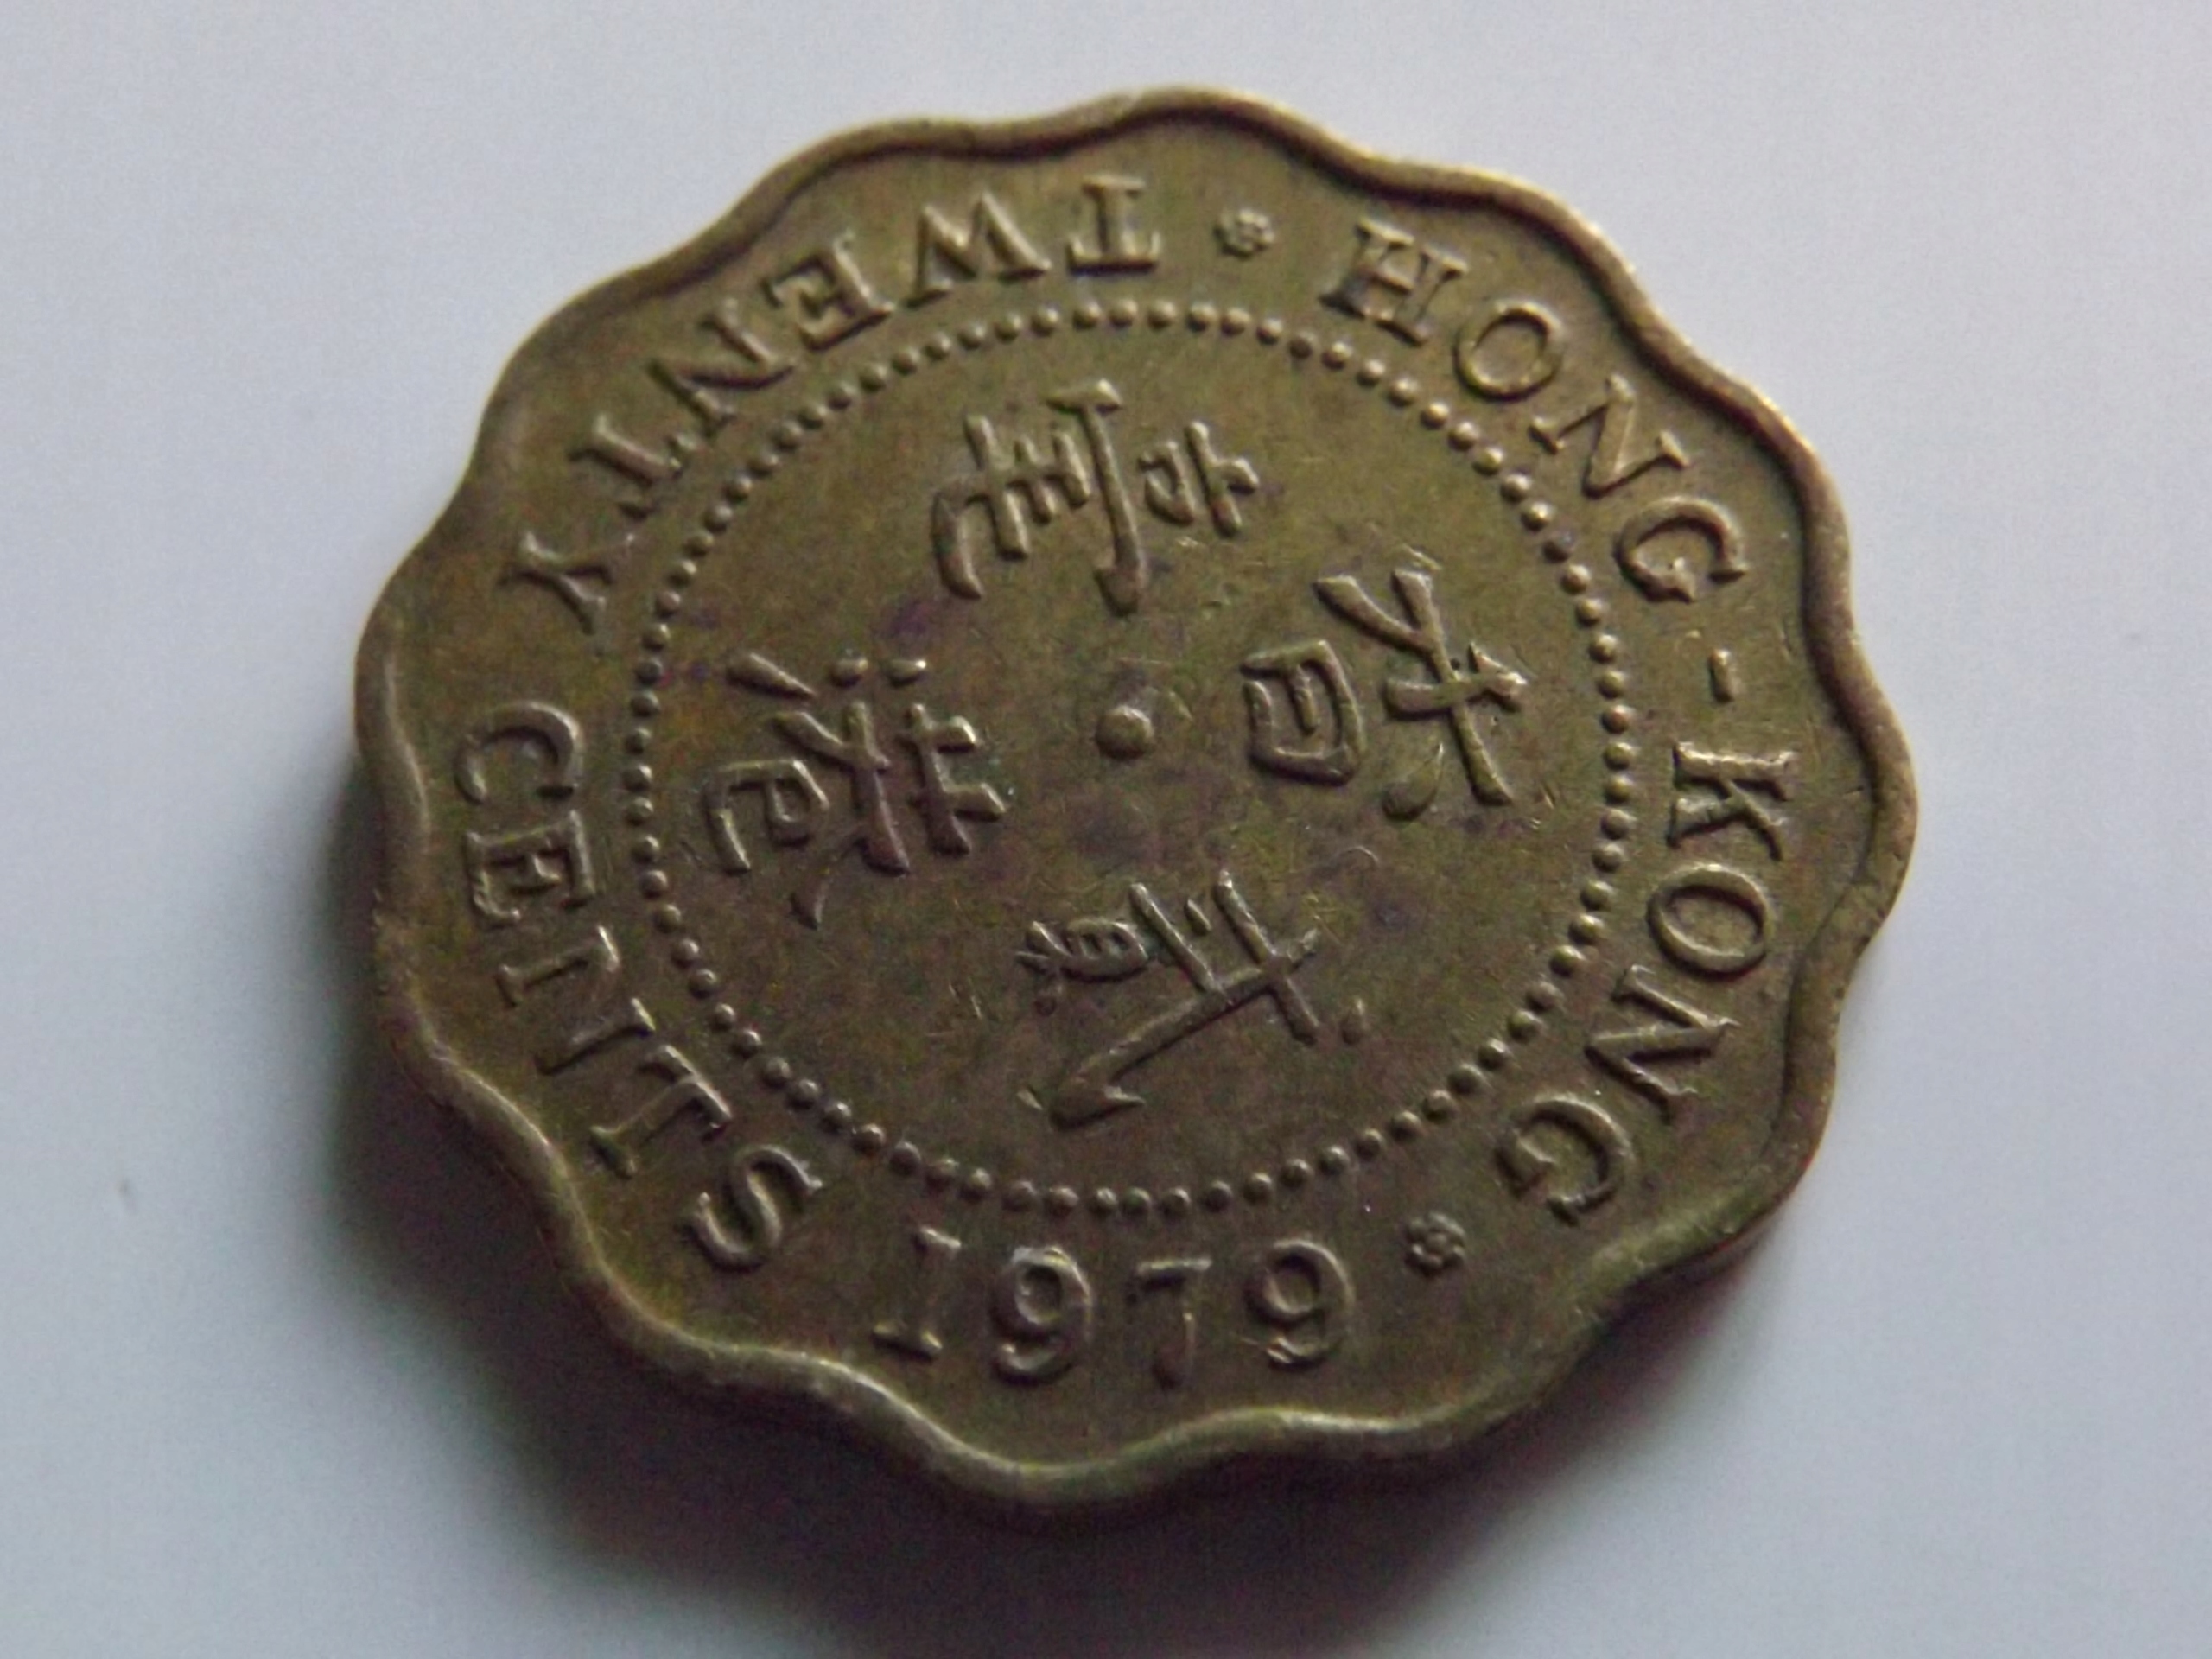 HONG-KONG
TWENTY CENTS 1979
香港
貳毫